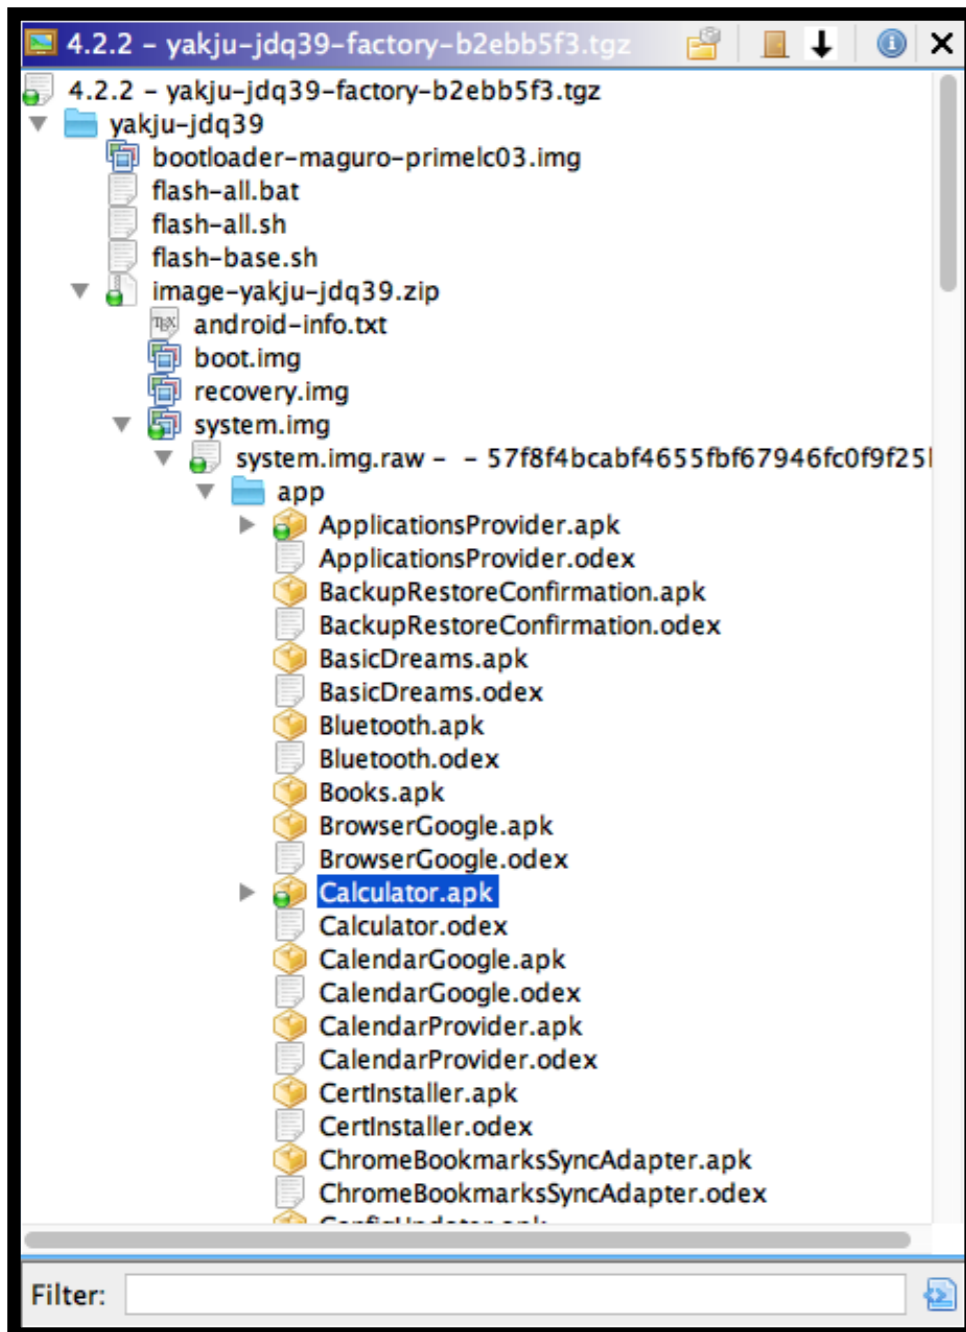 4.2.2 – yakju-jdq39-factory-b2ebb5f3.tgz
4.2.2 – yakju-jdq39-factory-b2ebb5f3.tgz
yakju-jdq39
bootloader-maguro-primelc03.img
flash-all.bat
flash-all.sh
flash-base.sh
image-yakju-jdq39.zip
android-info.txt
boot.img
recovery.img
system.img
system.img.raw – – 57f8f4bcabf4655fbf67946fc0f9f25
app
ApplicationsProvider.apk
ApplicationsProvider.odex
BackupRestoreConfirmation.apk
BackupRestoreConfirmation.odex
BasicDreams.apk
BasicDreams.odex
Bluetooth.apk
Bluetooth.odex
Books.apk
BrowserGoogle.apk
BrowserGoogle.odex
Calculator.apk
Calculator.odex
CalendarGoogle.apk
CalendarGoogle.odex
CalendarProvider.apk
CalendarProvider.odex
CertInstaller.apk
CertInstaller.odex
ChromeBookmarksSyncAdapter.apk
ChromeBookmarksSyncAdapter.odex
ConfigUpdater.apk
Filter: